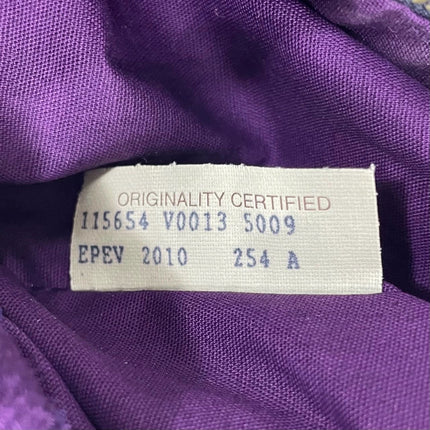 ORIGINALITY CERTIFIED
115654 V0013 5009
EPEV 2010 254 A